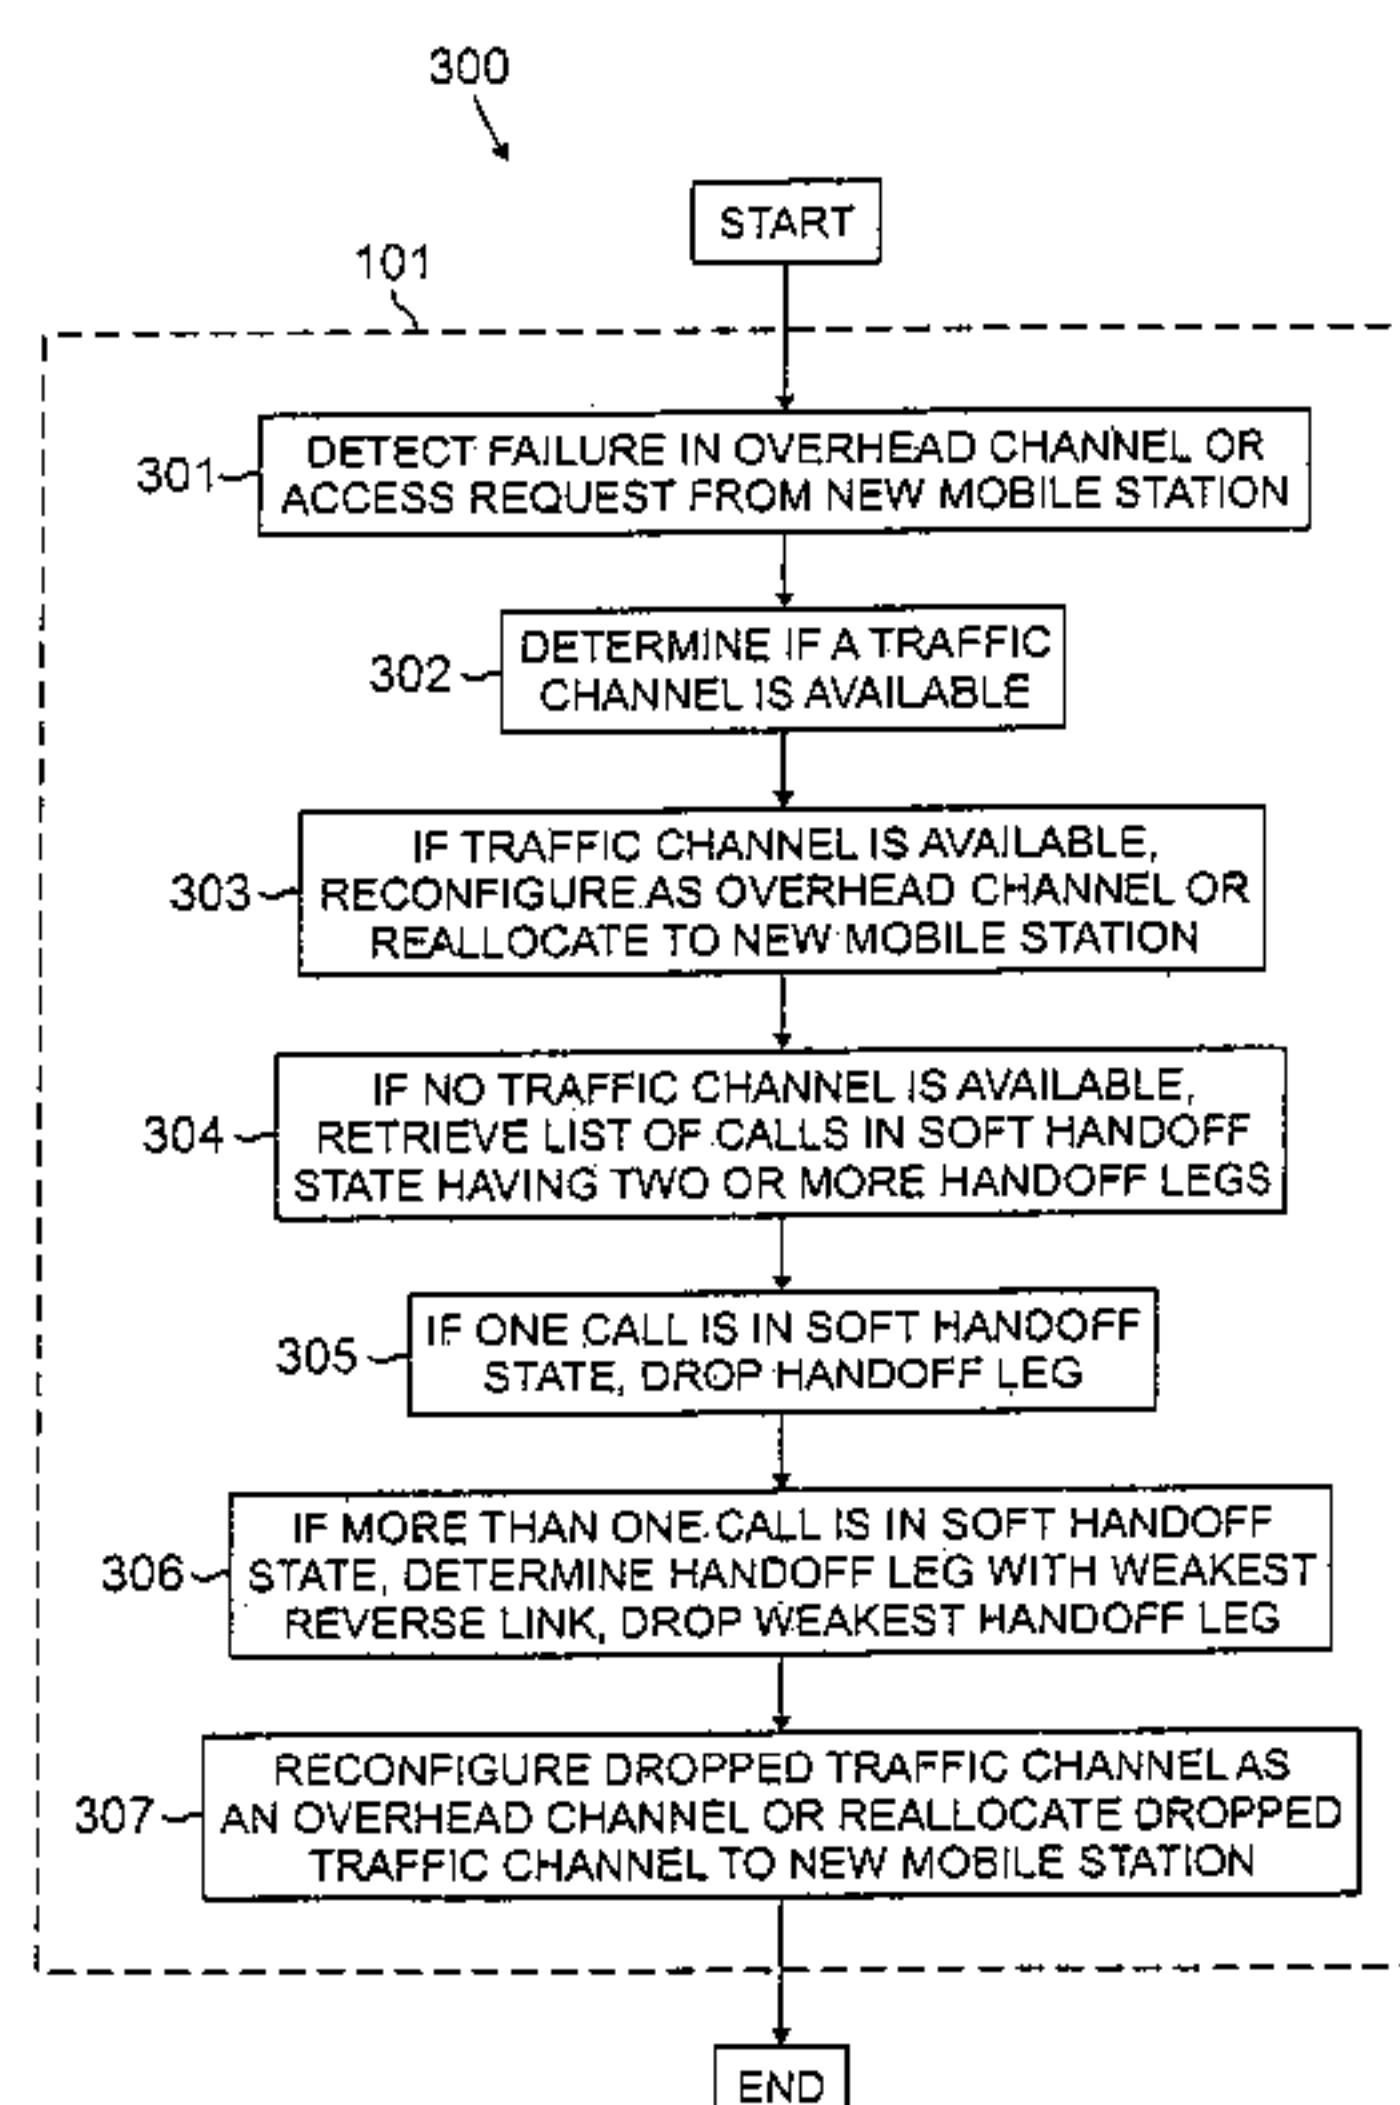 300
START
101
301
DETECT FAILURE IN OVERHEAD CHANNEL OR
ACCESS REQUEST FROM NEW MOBILE STATION
302
DETERMINE IF A TRAFFIC
CHANNEL IS AVAILABLE
303
IF TRAFFIC CHANNEL IS AVAILABLE,
RECONFIGURE AS OVERHEAD CHANNEL OR
REALLOCATE TO NEW MOBILE STATION
304
IF NO TRAFFIC CHANNEL IS AVAILABLE,
RETRIEVE LIST OF CALLS IN SOFT HANDOFF
STATE HAVING TWO OR MORE HANDOFF LEGS
305
IF ONE CALL IS IN SOFT HANDOFF
STATE, DROP HANDOFF LEG
306
IF MORE THAN ONE CALL IS IN SOFT HANDOFF
STATE, DETERMINE HANDOFF LEG WITH WEAKEST
REVERSE LINK, DROP WEAKEST HANDOFF LEG
307
RECONFIGURE DROPPED TRAFFIC CHANNEL AS
AN OVERHEAD CHANNEL OR REALLOCATE DROPPED
TRAFFIC CHANNEL TO NEW MOBILE STATION
END